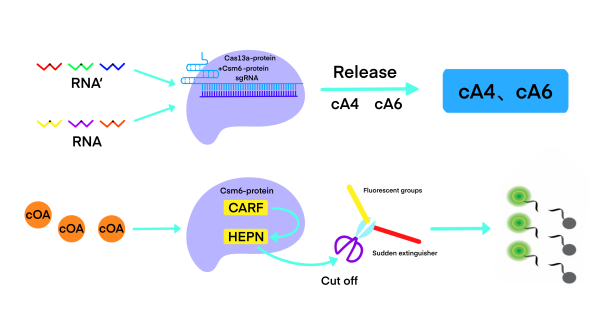 Cas13a-protein
+Csm6-protein
sgRNA
RNA'
RNA
Release
cA4 cA6
cA4、cA6
cOA
cOA
cOA
Csm6-protein
CARF
HEPN
Fluorescent groups
Sudden extinguisher
Cut off